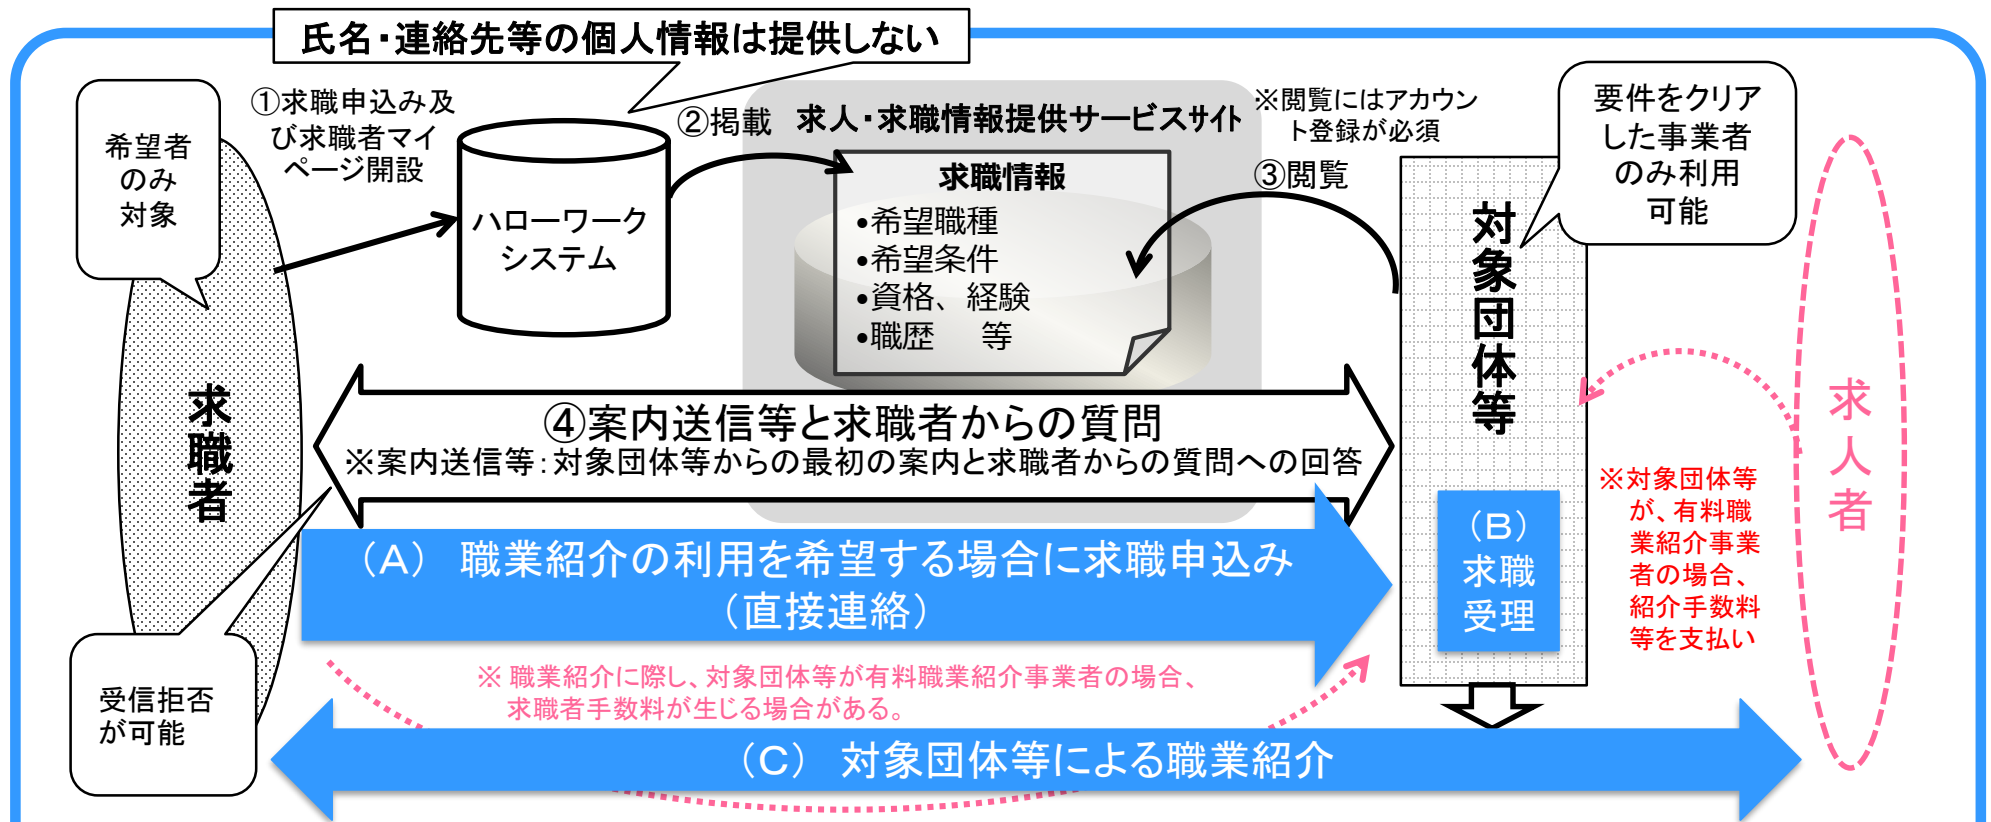 氏名・連絡先等の個人情報は提供しない
希望者
のみ
対象
①求職申込み及
び求職者マイ
ページ開設
ハローワーク
システム
②掲載
求人・求職情報提供サービスサイト
求職情報
•希望職種
•希望条件
•資格、経験
•職歴　等
※閲覧にはアカウン
ト登録が必須
③閲覧
要件をクリア
した事業者
のみ利用
可能
対象団体等
求職者
求人者
④案内送信等と求職者からの質問
※案内送信等：対象団体等からの最初の案内と求職者からの質問への回答
（A） 職業紹介の利用を希望する場合に求職申込み
（直接連絡）
（B）
求職
受理
※対象団体等
が、有料職
業紹介事業
者の場合、
紹介手数料
等を支払い
受信拒否
が可能
※ 職業紹介に際し、対象団体等が有料職業紹介事業者の場合、
求職者手数料が生じる場合がある。
（C） 対象団体等による職業紹介